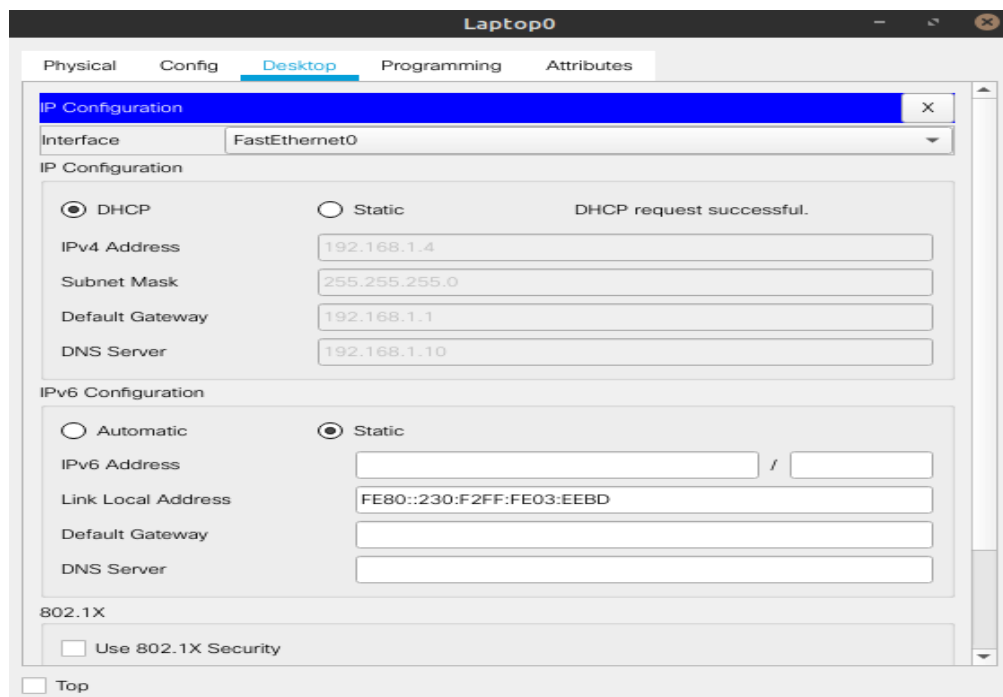 Laptop0
Physical Config Desktop Programming Attributes
IP Configuration X
Interface FastEthernet0
IP Configuration
DHCP Static DHCP request successful.
IPv4 Address 192.168.1.4
Subnet Mask 255.255.255.0
Default Gateway 192.168.1.1
DNS Server 192.168.1.10
IPv6 Configuration
Automatic Static
IPv6 Address /
Link Local Address FE80::230:F2FF:FE03:EEBD
Default Gateway
DNS Server
802.1X
Use 802.1X Security
Top